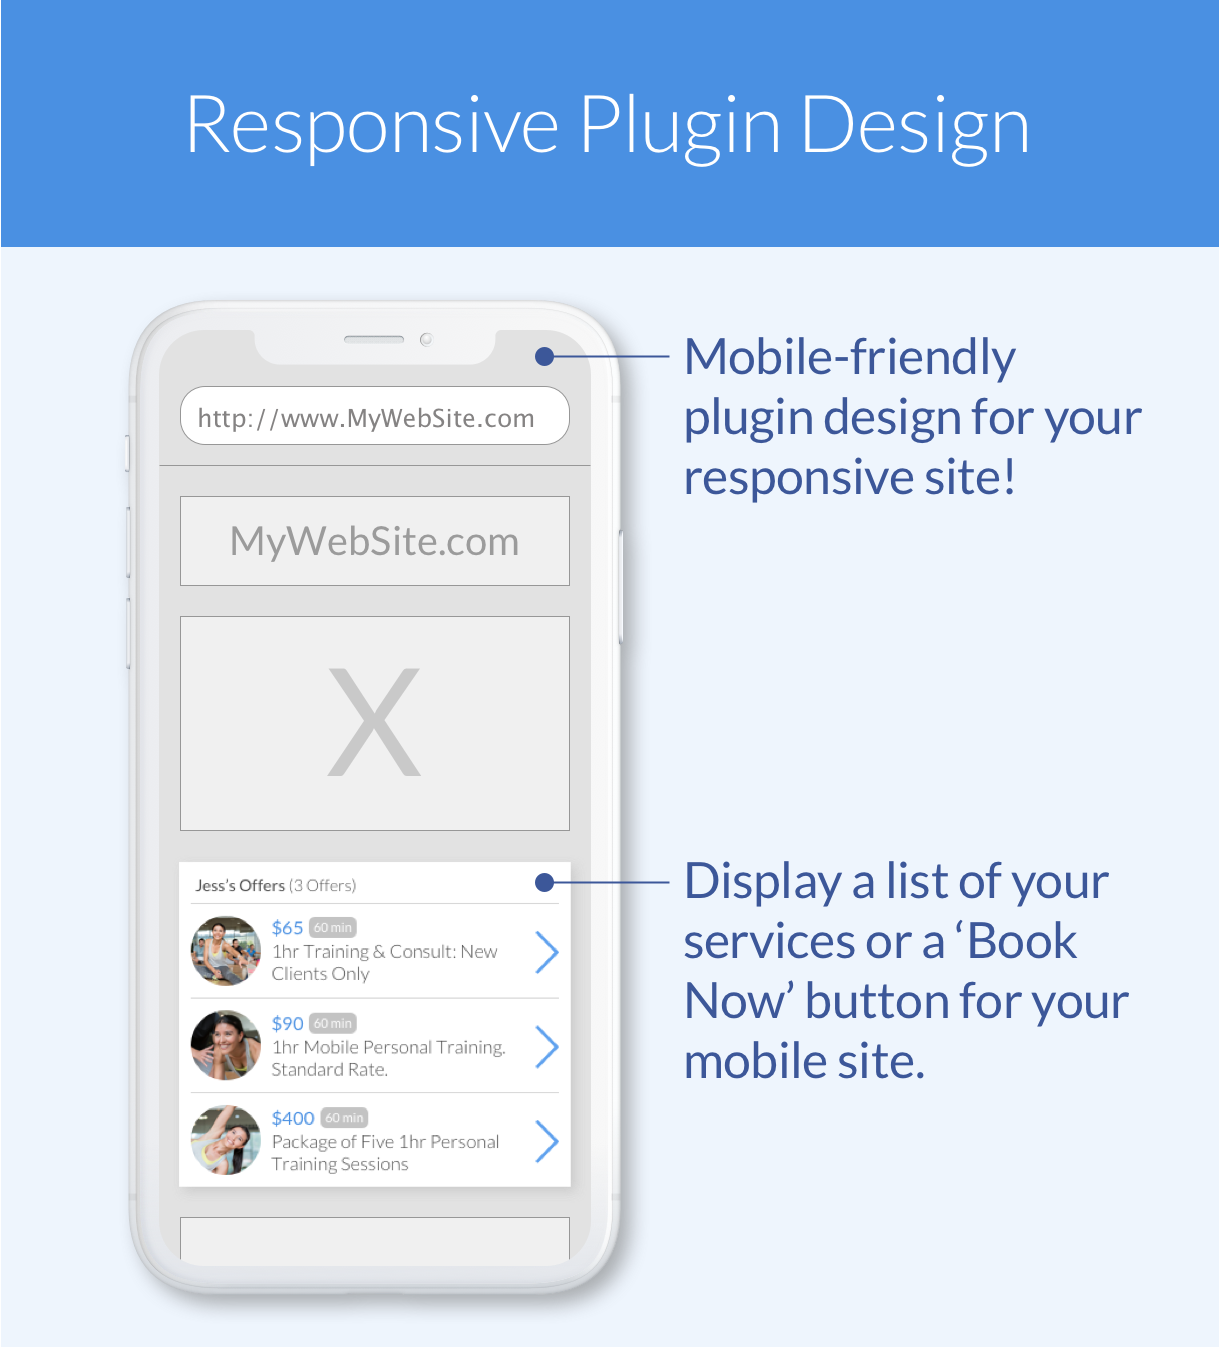 Responsive Plugin Design
Mobile-friendly
plugin design for your
responsive site!
http://www.MyWebSite.com
MyWebSite.com
X
Jess's Offers (3 Offers)
$65 60 min
1hr Training & Consult: New
Clients Only
$90 60 min
1hr Mobile Personal Training.
Standard Rate.
$400 60 min
Package of Five 1hr Personal
Training Sessions
Display a list of your
services or a ‘Book
Now’ button for your
mobile site.